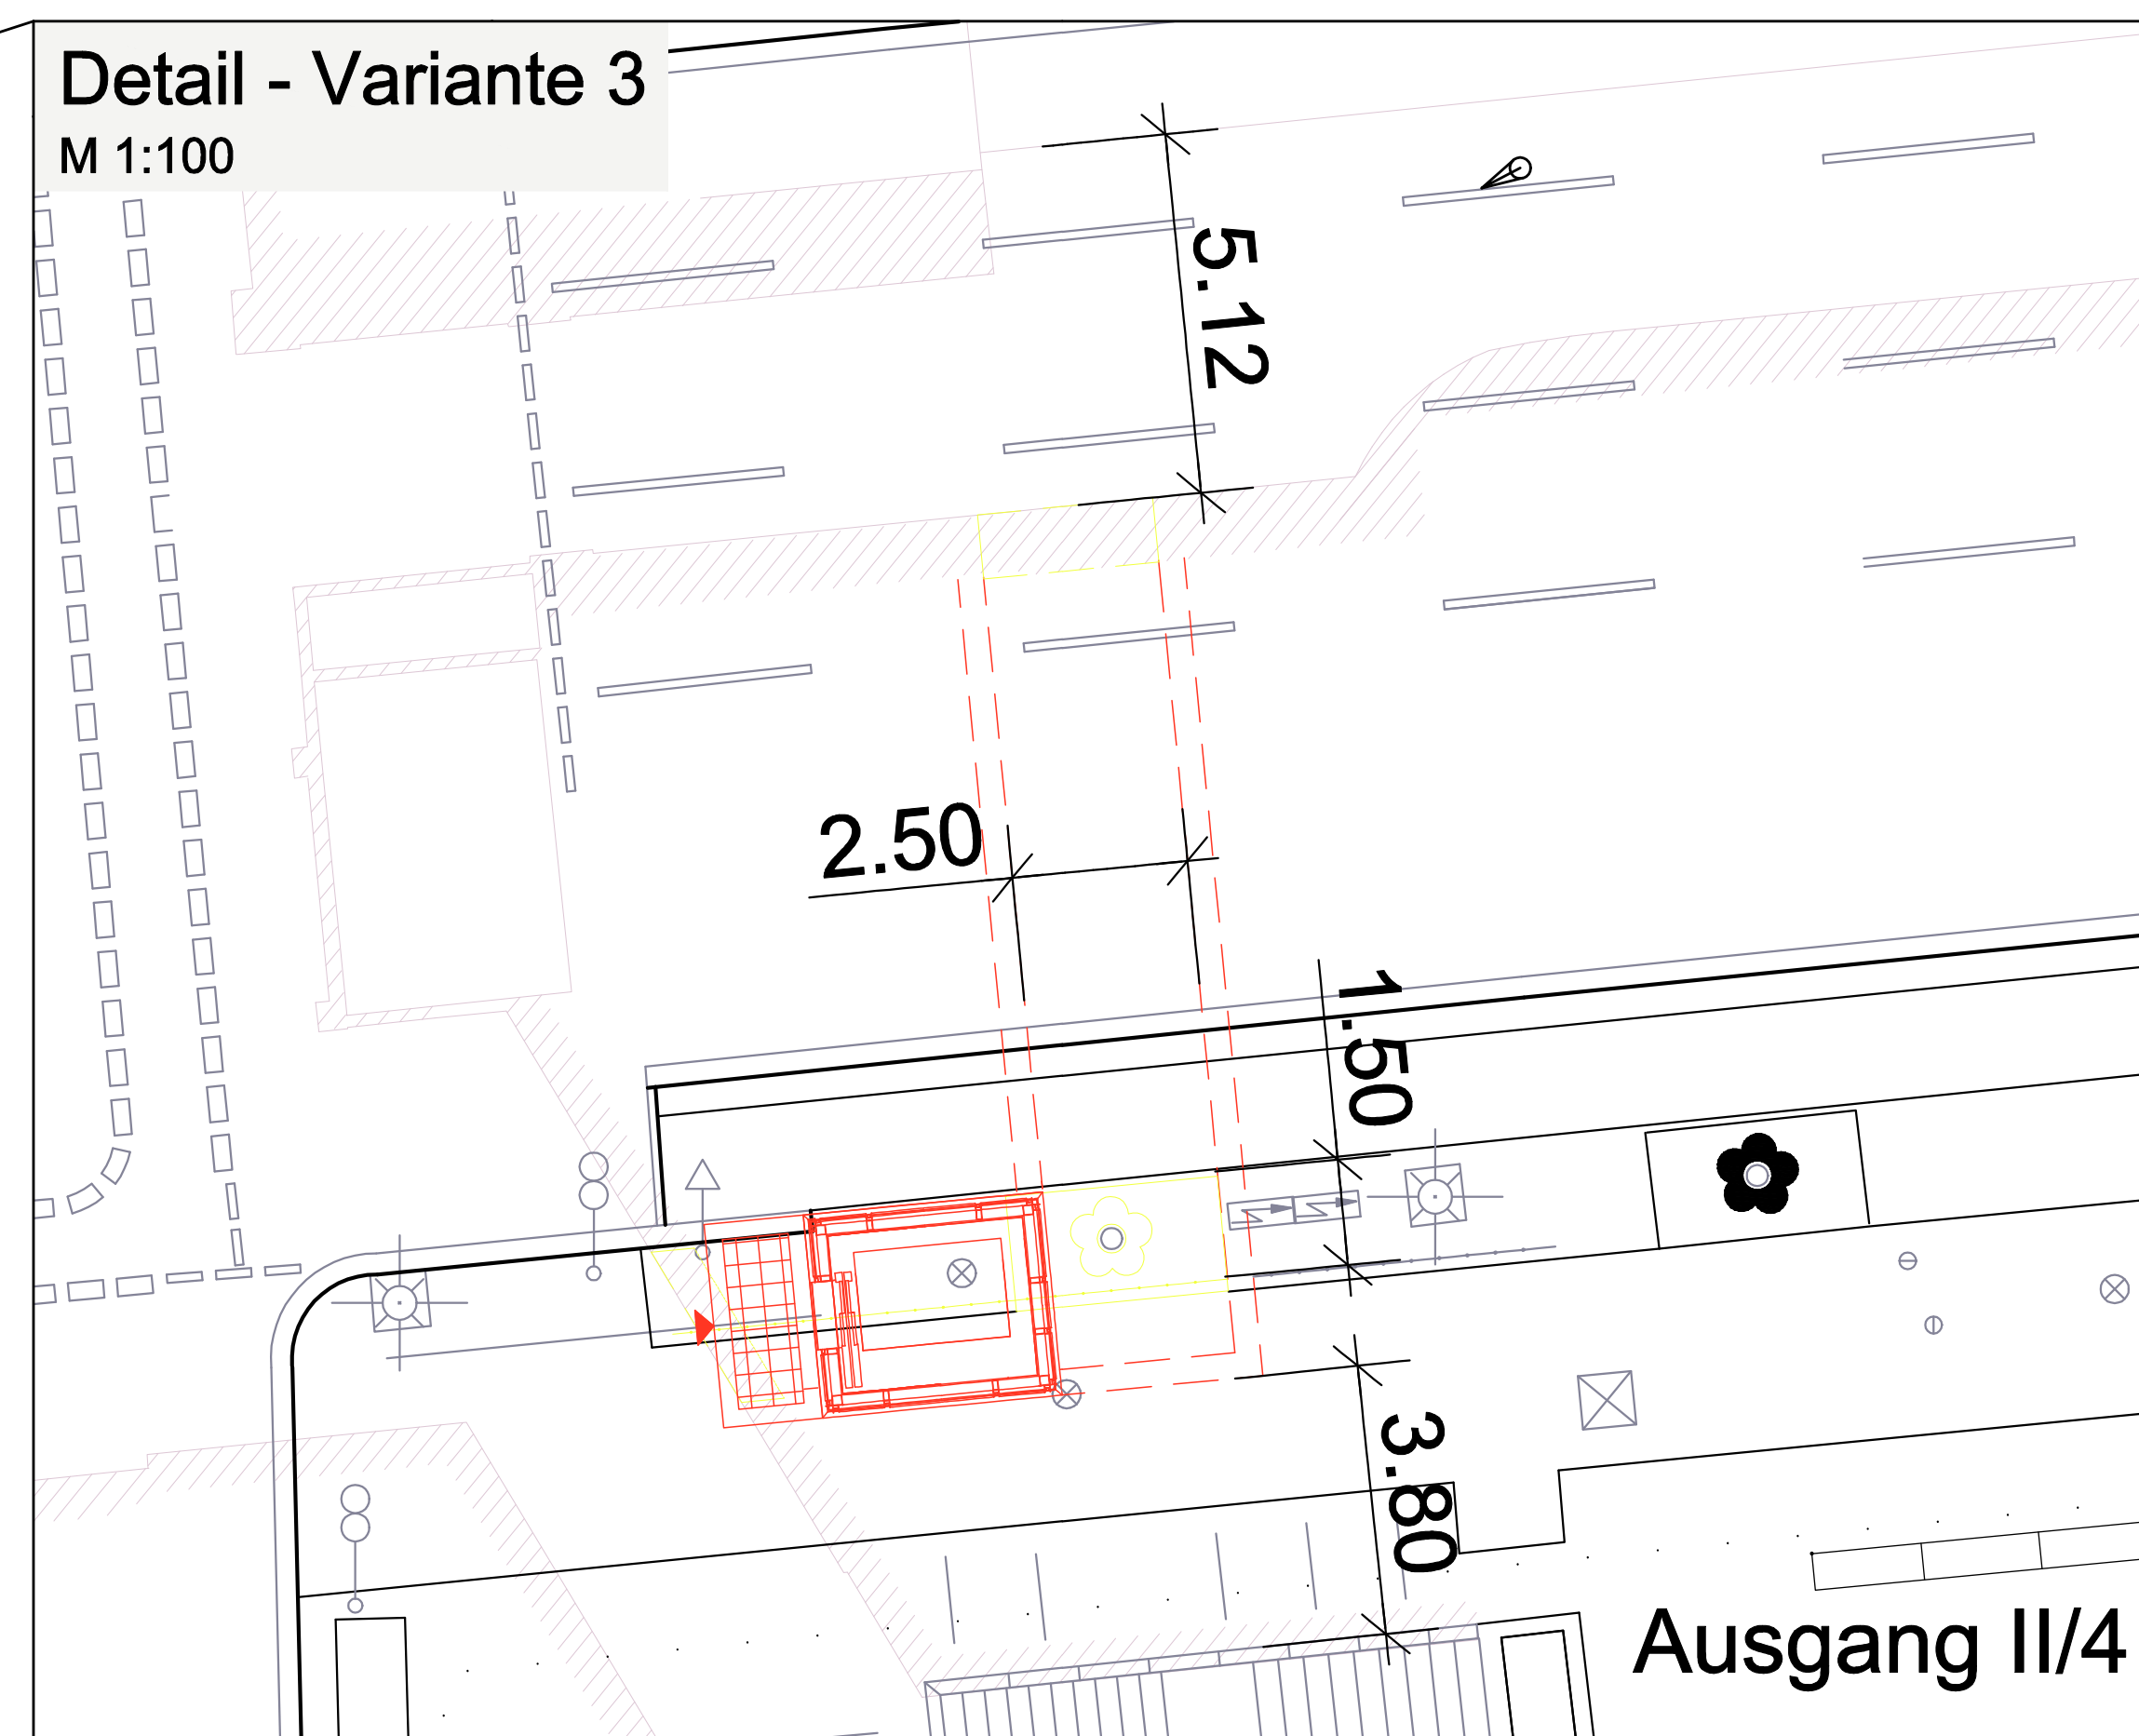 Detail - Variante 3
M 1:100
5.12
2.50
1.50
3.80
Ausgang II/4